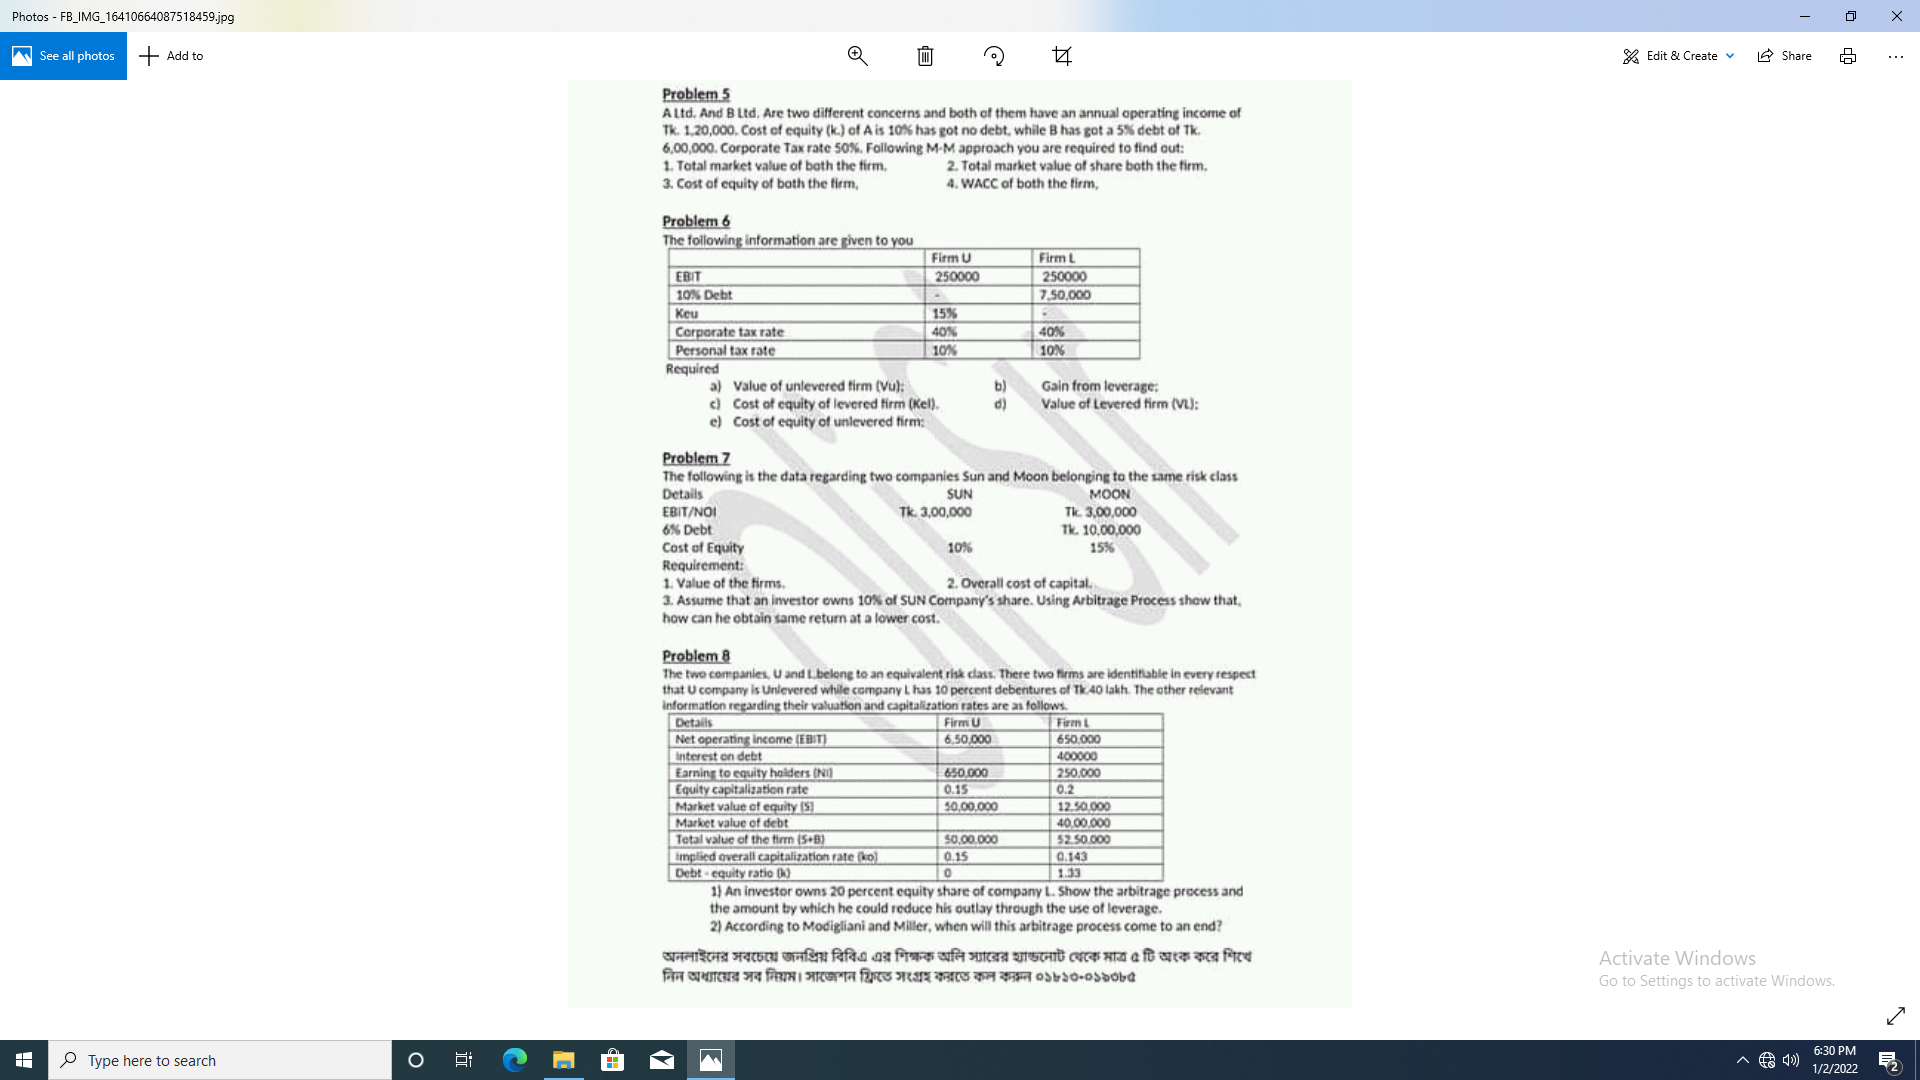 Photos - FB_IMG_16410664087518459.jpg
See all photos
Add to
Edit & Create
Share
Problem 5
A Ltd. And B Ltd. Are two different concerns and both of them have an annual operating income of
Tk. 1,20,000. Cost of equity (k.) of A is 10% has got no debt, while B has got a 5% debt of Tk.
6,00,000. Corporate Tax rate 50%. Following M-M approach you are required to find out:
1. Total market value of both the firm. 2. Total market value of share both the firm.
3. Cost of equity of both the firm, 4. WACC of both the firm,
Problem 6
The following information are given to you
Firm U Firm L
EBIT 250000 250000
10% Debt - 7,50,000
Keu 15% -
Corporate tax rate 40% 40%
Personal tax rate 10% 10%
Required
a) Value of unlevered firm (Vu); b) Gain from leverage;
c) Cost of equity of levered firm (Kel). d) Value of Levered firm (VL);
e) Cost of equity of unlevered firm;
Problem 7
The following is the data regarding two companies Sun and Moon belonging to the same risk class
Details SUN MOON
EBIT/NOI Tk. 3,00,000 Tk. 3,00,000
6% Debt Tk. 10,00,000
Cost of Equity 10% 15%
Requirement:
1. Value of the firms. 2. Overall cost of capital.
3. Assume that an investor owns 10% of SUN Company's share. Using Arbitrage Process show that,
how can he obtain same return at a lower cost.
Problem 8
The two companies, U and L belong to an equivalent risk class. There two firms are identifiable in every respect
that U company is Unlevered while company L has 10 percent debentures of Tk.40 lakh. The other relevant
information regarding their valuation and capitalization rates are as follows.
Details Firm U Firm L
Net operating income (EBIT) 6,50,000 650,000
Interest on debt 400000
Earning to equity holders (NI) 650,000 250,000
Equity capitalization rate 0.15 0.2
Market value of equity (S) 50,00,000 12,50,000
Market value of debt 40,00,000
Total value of the firm (S+B) 50,00,000 52,50,000
Implied overall capitalization rate (ko) 0.15 0.143
Debt - equity ratio (k) 0 1.33
1) An investor owns 20 percent equity share of company L. Show the arbitrage process and
the amount by which he could reduce his outlay through the use of leverage.
2) According to Modigliani and Miller, when will this arbitrage process come to an end?
অনলাইনের সবচেয়ে জনপ্রিয় বিবিএ এর শিক্ষক অলি স্যারের হ্যান্ডনোট থেকে মাত্র ৫ টি অংক করে শিখে
নিন অধ্যায়ের সব নিয়ম। সাজেশন ফ্রিতে সংগ্রহ করতে কল করুন ০১৮১৩-০১৯৩৮৫
Activate Windows
Go to Settings to activate Windows.
Type here to search
6:30 PM
1/2/2022
2